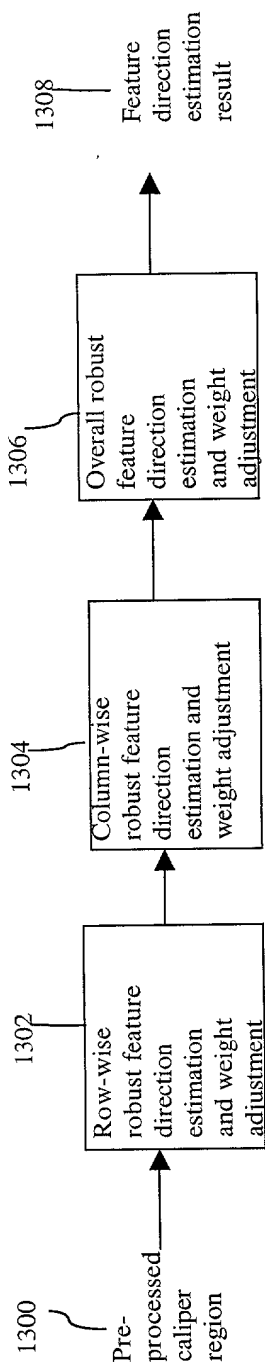 1300
Pre-
processed
caliper
region
1302
Row-wise
robust feature
direction
estimation
and weight
adjustment
1304
Column-wise
robust feature
direction
estimation and
weight adjustment
1306
Overall robust
feature
direction
estimation
and weight
adjustment
1308
Feature
direction
estimation
result